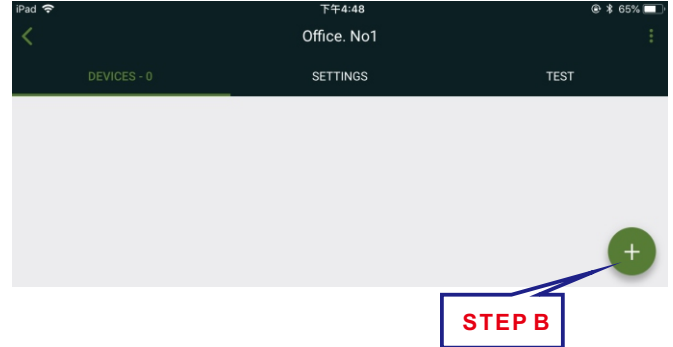 iPad 下午4:48 65%
Office. No1
DEVICES - 0 SETTINGS TEST
+
STEP B